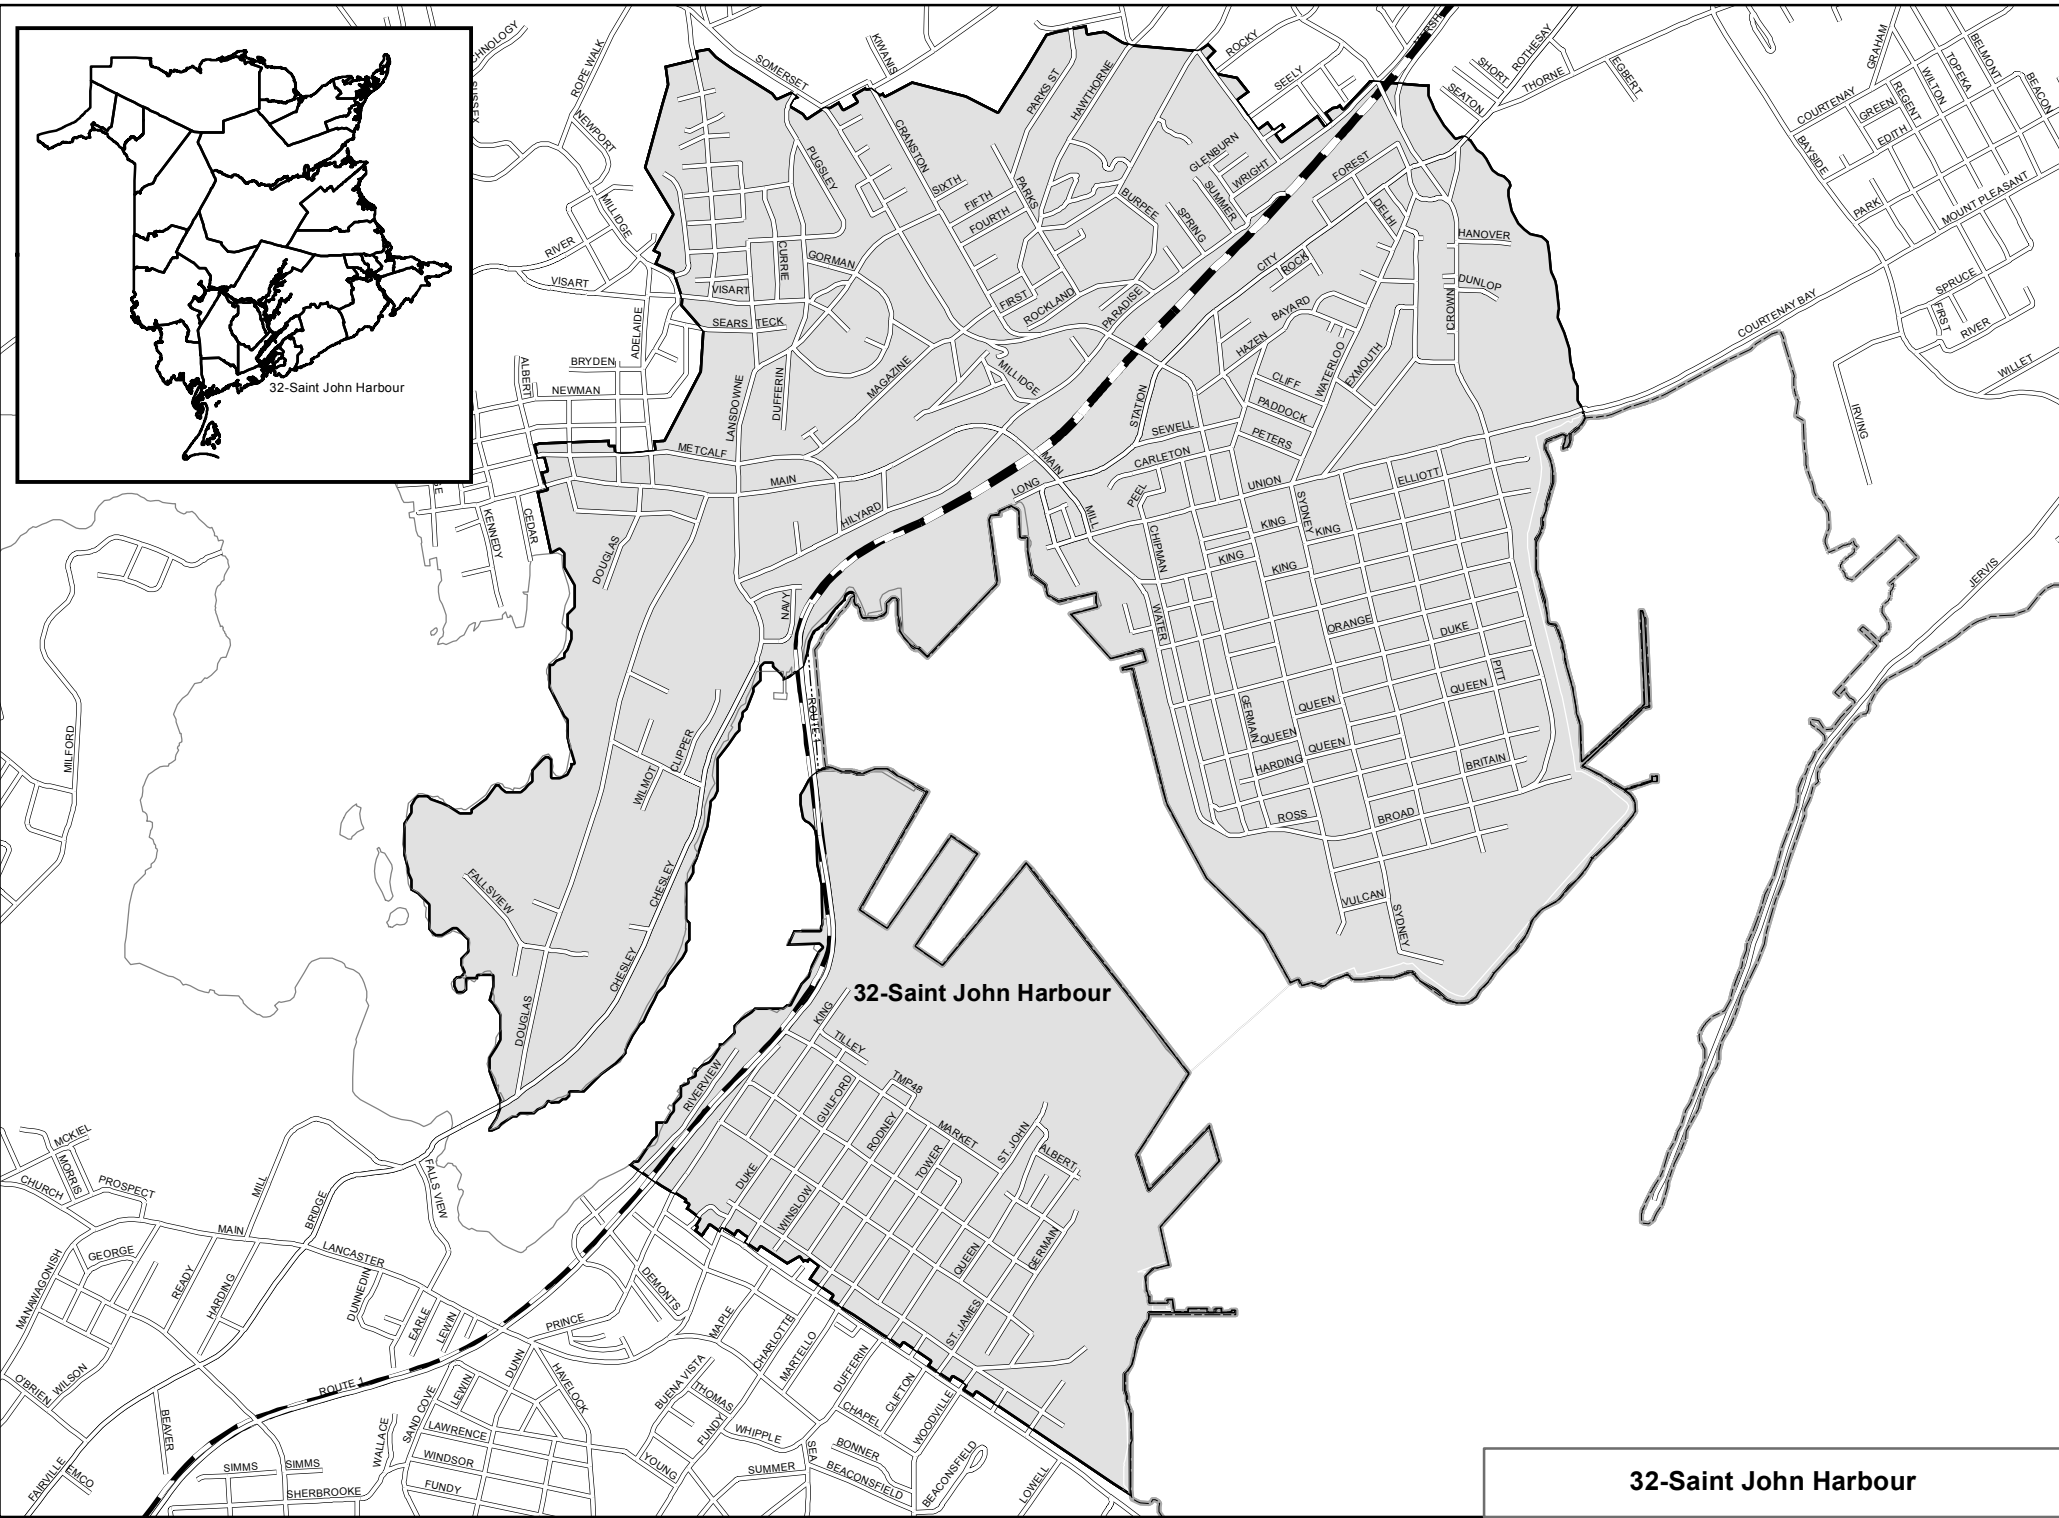 32-Saint John Harbour
TECHNOLOGY
SUSSEX
ROPE WALK
NEWPORT
MILLIDGE
RIVER
VISART
ADELAIDE
BRYDEN
NEWMAN
ALBERT
KENNEDY
CEDAR
SOMERSET
KIWANIS
PUGSLEY
CRANSTON
PARKS ST
HAWTHORNE
ROCKY
SEELY
MARSH
SHORT
SEATON
ROTHESAY
THORNE
EGBERT
COURTENAY
GRAHAM
GREEN
REGENT
EDITH
WILTON
TOPEKA
BELMONT
BEACON
BAYSIDE
PARK
MOUNT PLEASANT
SPRUCE
FIRST
RIVER
WILLET
IRVING
COURTENAY BAY
JERVIS
SIXTH
FIFTH
FOURTH
PARKS
BURPEE
GLENBURN
WRIGHT
SUMMER
SPRING
FOREST
DELHI
HANOVER
DUNLOP
CROWN
CITY
ROCK
BAYARD
HAZEN
WATERLOO
EXMOUTH
CLIFF
PADDOCK
PETERS
CURRIE
GORMAN
VISART
SEARS
TECK
FIRST
ROCKLAND
PARADISE
MILLIDGE
MAGAZINE
DUFFERIN
LANSDOWNE
METCALF
MAIN
HILYARD
DOUGLAS
NAVY
STATION
SEWELL
CARLETON
MAIN
LONG
MILL
PEEL
UNION
ELLIOTT
SYDNEY
KING
KING
KING
KING
CHIPMAN
WATER
ORANGE
DUKE
PITT
QUEEN
QUEEN
GERMAIN
QUEEN
QUEEN
HARDING
BRITAIN
ROSS
BROAD
VULCAN
SYDNEY
ROUTE 1
CLIPPER
WILMOT
CHESLEY
FALLSVIEW
CHESLEY
DOUGLAS
MILFORD
32-Saint John Harbour
KING
TILLEY
RIVERVIEW
GUILFORD
TMP48
RODNEY
MARKET
TOWER
ST. JOHN
ALBERT
DUKE
WINSLOW
QUEEN
GERMAIN
ST. JAMES
MCKIEL
MORRIS
CHURCH
PROSPECT
MILL
BRIDGE
FALLS VIEW
MAIN
GEORGE
MANAWAGONISH
READY
HARDING
LANCASTER
DUNNEDIN
EARLE
LEWIN
PRINCE
DEMONTS
MAPLE
CHARLOTTE
MARTELLO
DUFFERIN
CLIFTON
WOODVILLE
CHAPEL
BONNER
BEACONSFIELD
BEACONSFIELD
LOWELL
BUENA VISTA
THOMAS
FUNDY
WHIPPLE
SEA
SUMMER
YOUNG
HAVELOCK
DUNN
LEWIN
SAND COVE
LAWRENCE
WINDSOR
FUNDY
WALLACE
SHERBROOKE
SIMMS
SIMMS
ROUTE 1
BEAVER
O'BRIEN
WILSON
FAIRVILLE
EMCO
32-Saint John Harbour